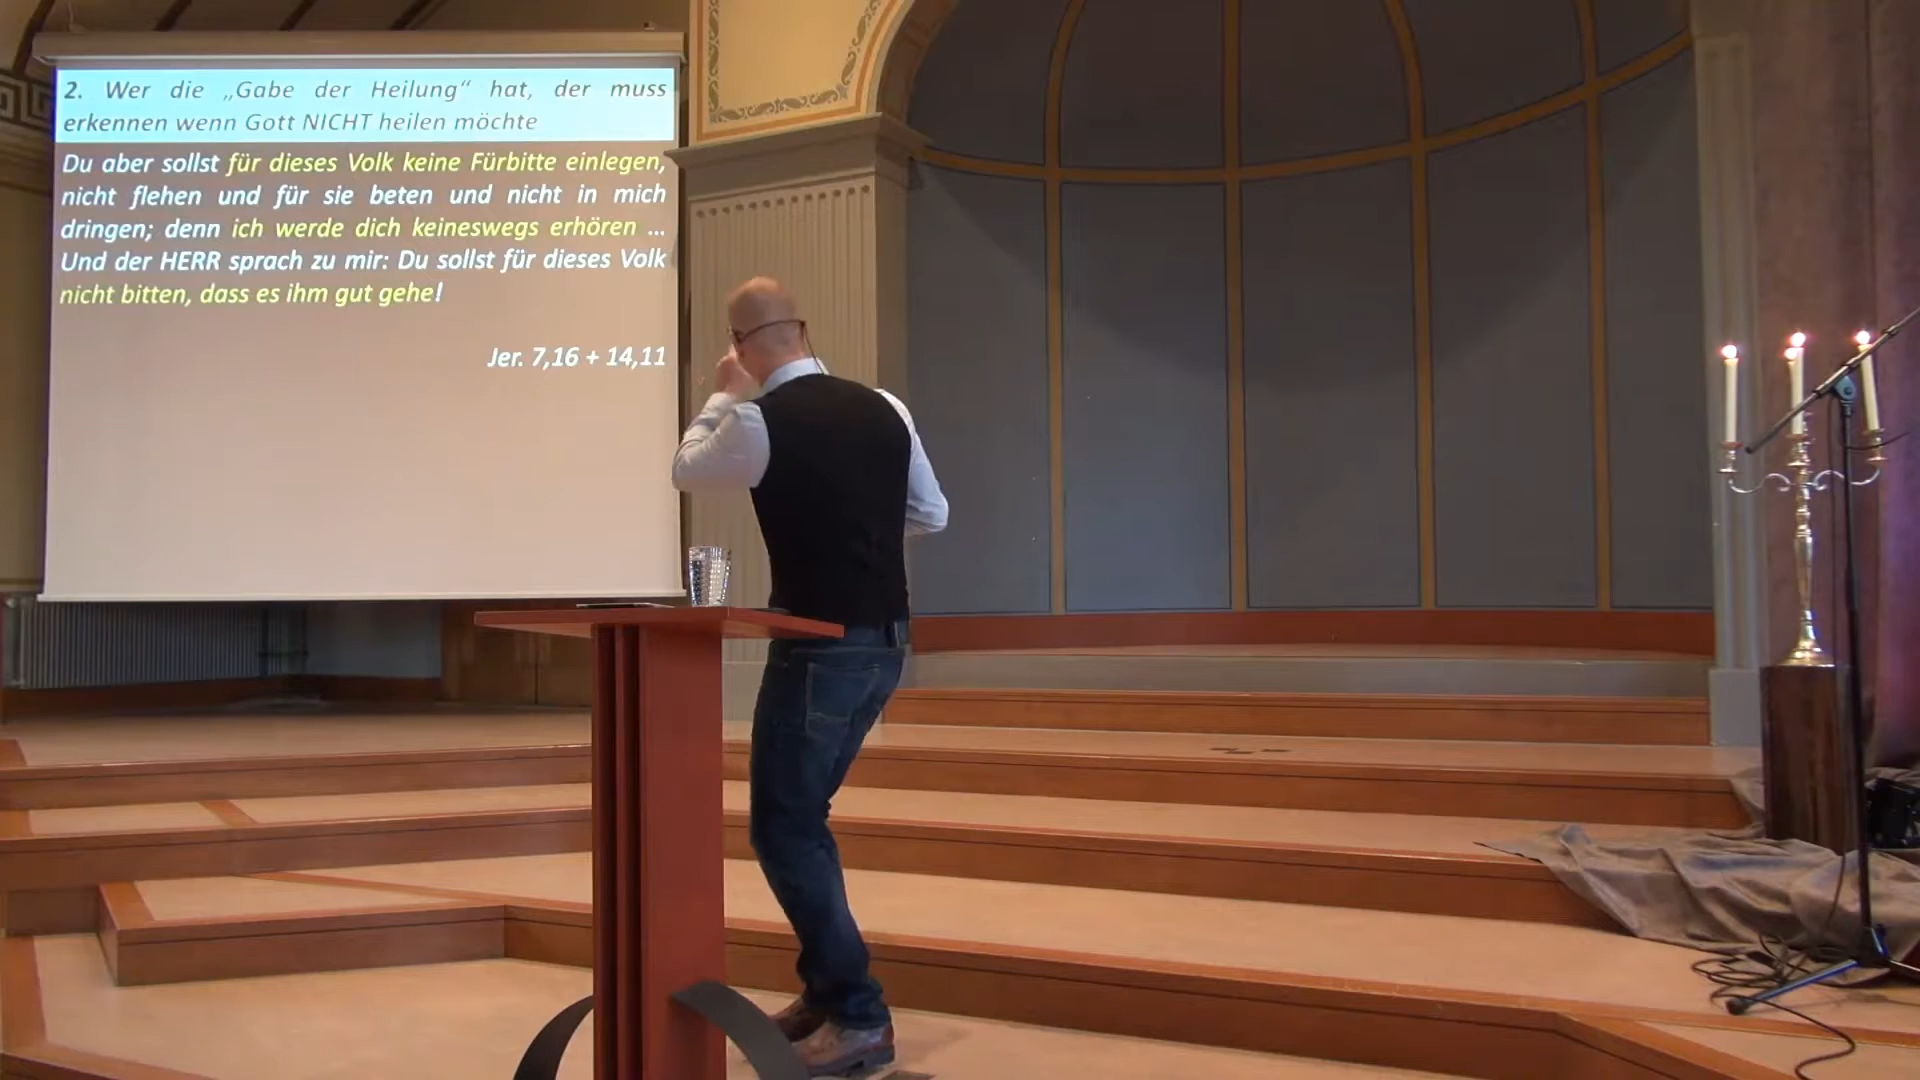 2. Wer die „Gabe der Heilung“ hat, der muss
erkennen wenn Gott NICHT heilen möchte
Du aber sollst für dieses Volk keine Fürbitte einlegen,
nicht flehen und für sie beten und nicht in mich
dringen; denn ich werde dich keineswegs erhören ...
Und der HERR sprach zu mir: Du sollst für dieses Volk
nicht bitten, dass es ihm gut gehe!
Jer. 7,16 + 14,11